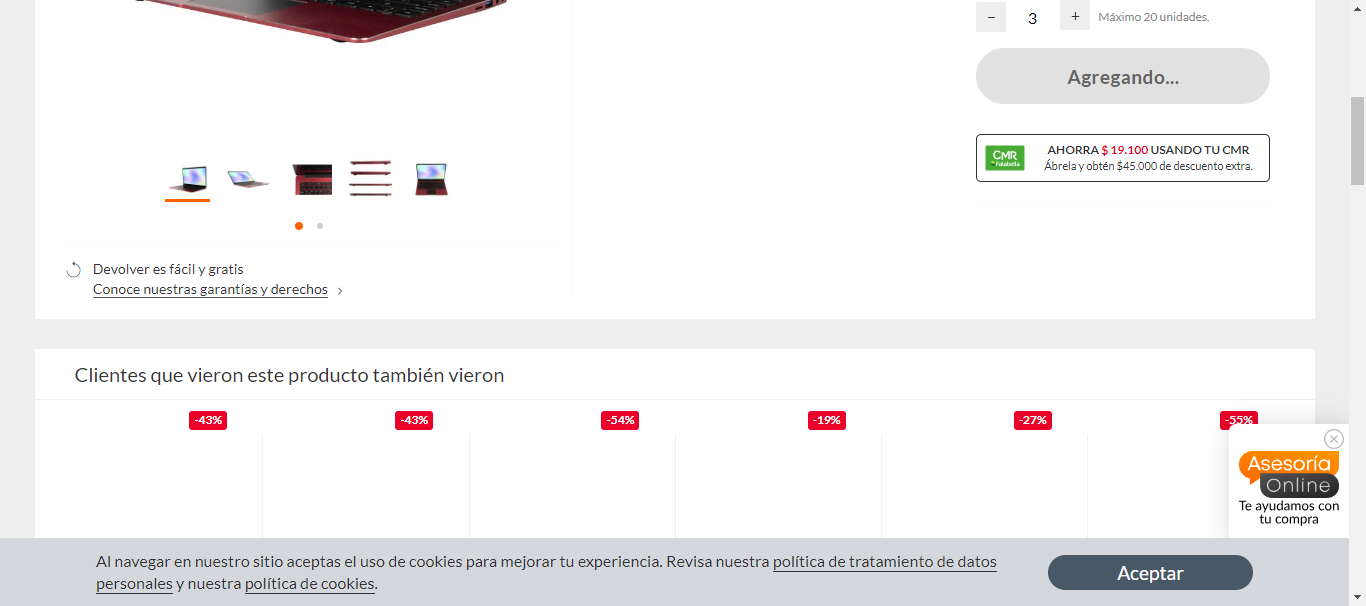 − 3 + Máximo 20 unidades.
Agregando...
CMR
Falabella
AHORRA $ 19.100 USANDO TU CMR
Ábrela y obtén $45.000 de descuento extra.
Devolver es fácil y gratis
Conoce nuestras garantías y derechos
Clientes que vieron este producto también vieron
-43% -43% -54% -19% -27% -55%
Asesoría
Online
Te ayudamos con
tu compra
Al navegar en nuestro sitio aceptas el uso de cookies para mejorar tu experiencia. Revisa nuestra política de tratamiento de datos
personales y nuestra política de cookies.
Aceptar